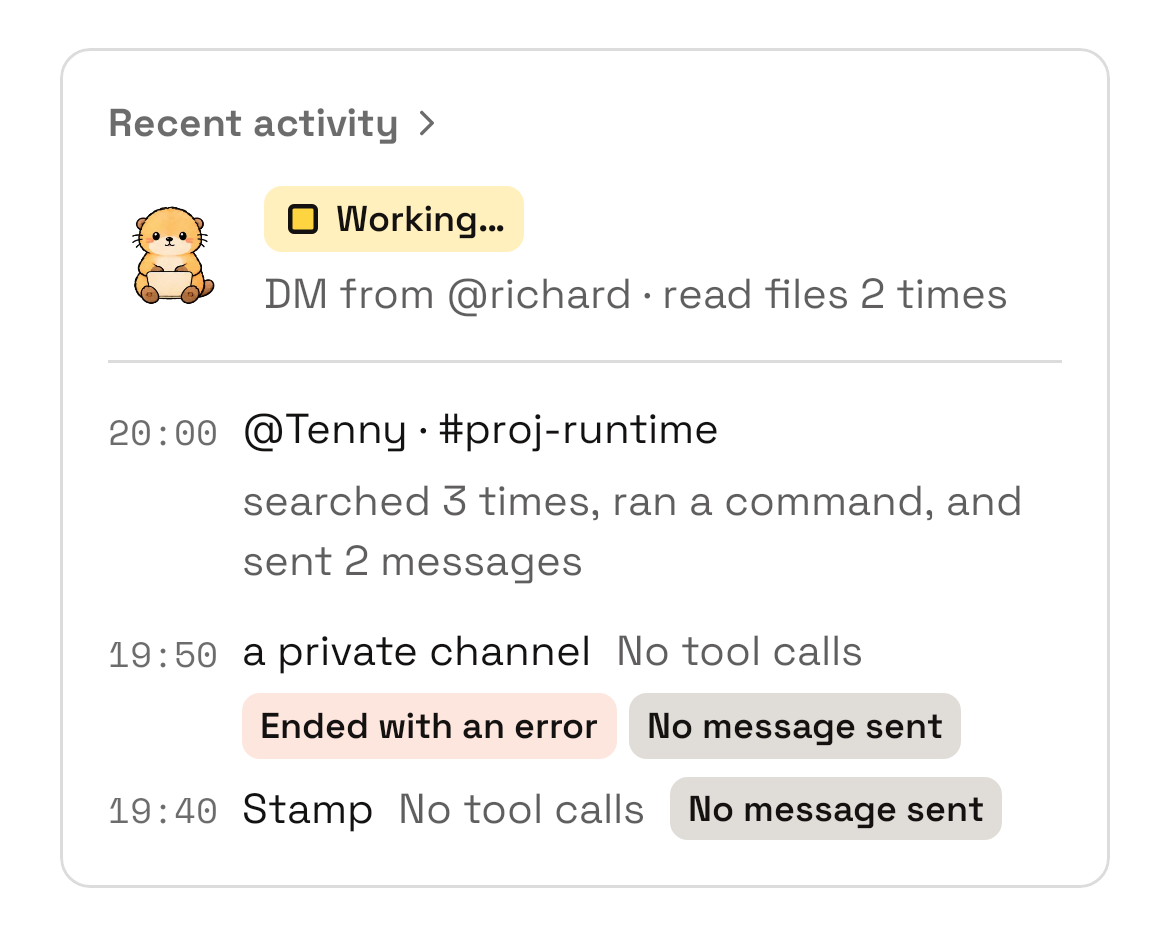 Recent activity
Working...
DM from @richard · read files 2 times
20:00 @Tenny · #proj-runtime
searched 3 times, ran a command, and
sent 2 messages
19:50 a private channel No tool calls
Ended with an error No message sent
19:40 Stamp No tool calls No message sent